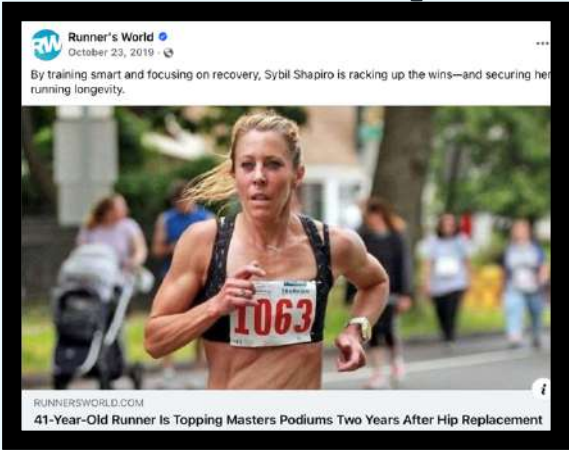 RW Runner's World
October 23, 2019 ·
By training smart and focusing on recovery, Sybil Shapiro is racking up the wins—and securing her
running longevity.
1063
i
RUNNERSWORLD.COM
41-Year-Old Runner Is Topping Masters Podiums Two Years After Hip Replacement